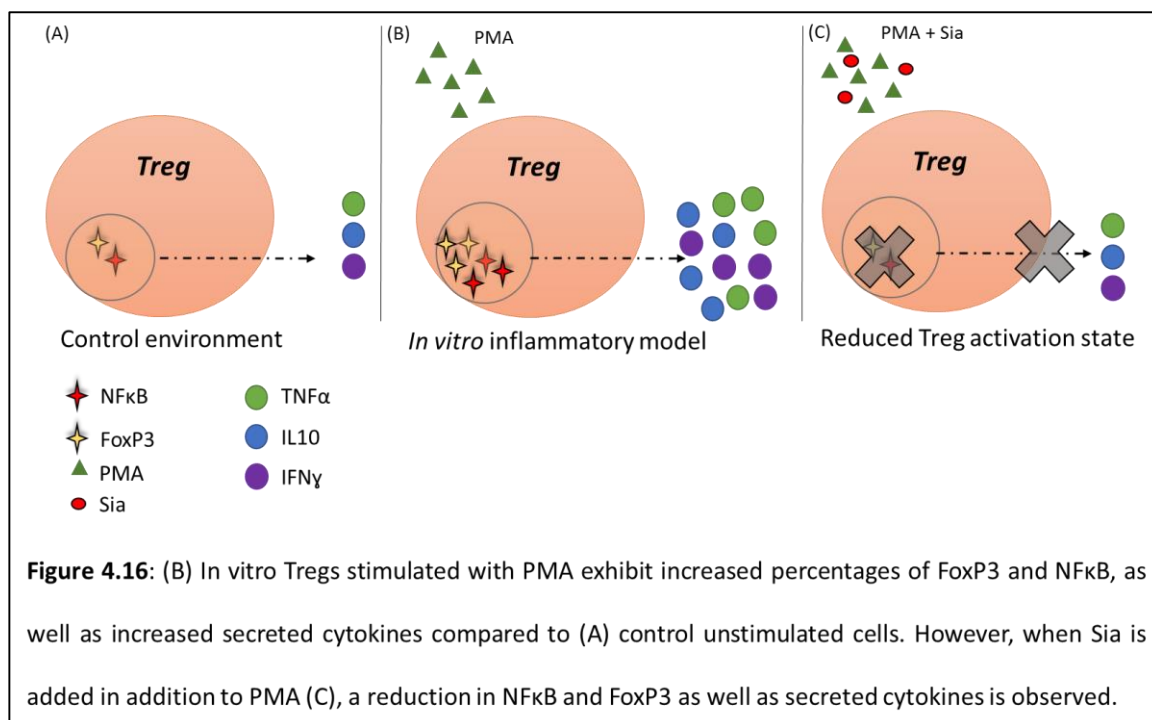 (A)
(B)
PMA
(C)
PMA + Sia
Treg
Treg
Treg
Control environment
In vitro inflammatory model
Reduced Treg activation state
NFκB
TNFα
FoxP3
IL10
PMA
IFNɣ
Sia
Figure 4.16: (B) In vitro Tregs stimulated with PMA exhibit increased percentages of FoxP3 and NFκB, as
well as increased secreted cytokines compared to (A) control unstimulated cells. However, when Sia is
added in addition to PMA (C), a reduction in NFκB and FoxP3 as well as secreted cytokines is observed.